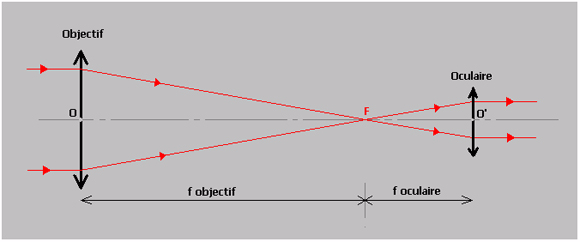 Objectif
Oculaire
O
F
O'
f objectif
f oculaire